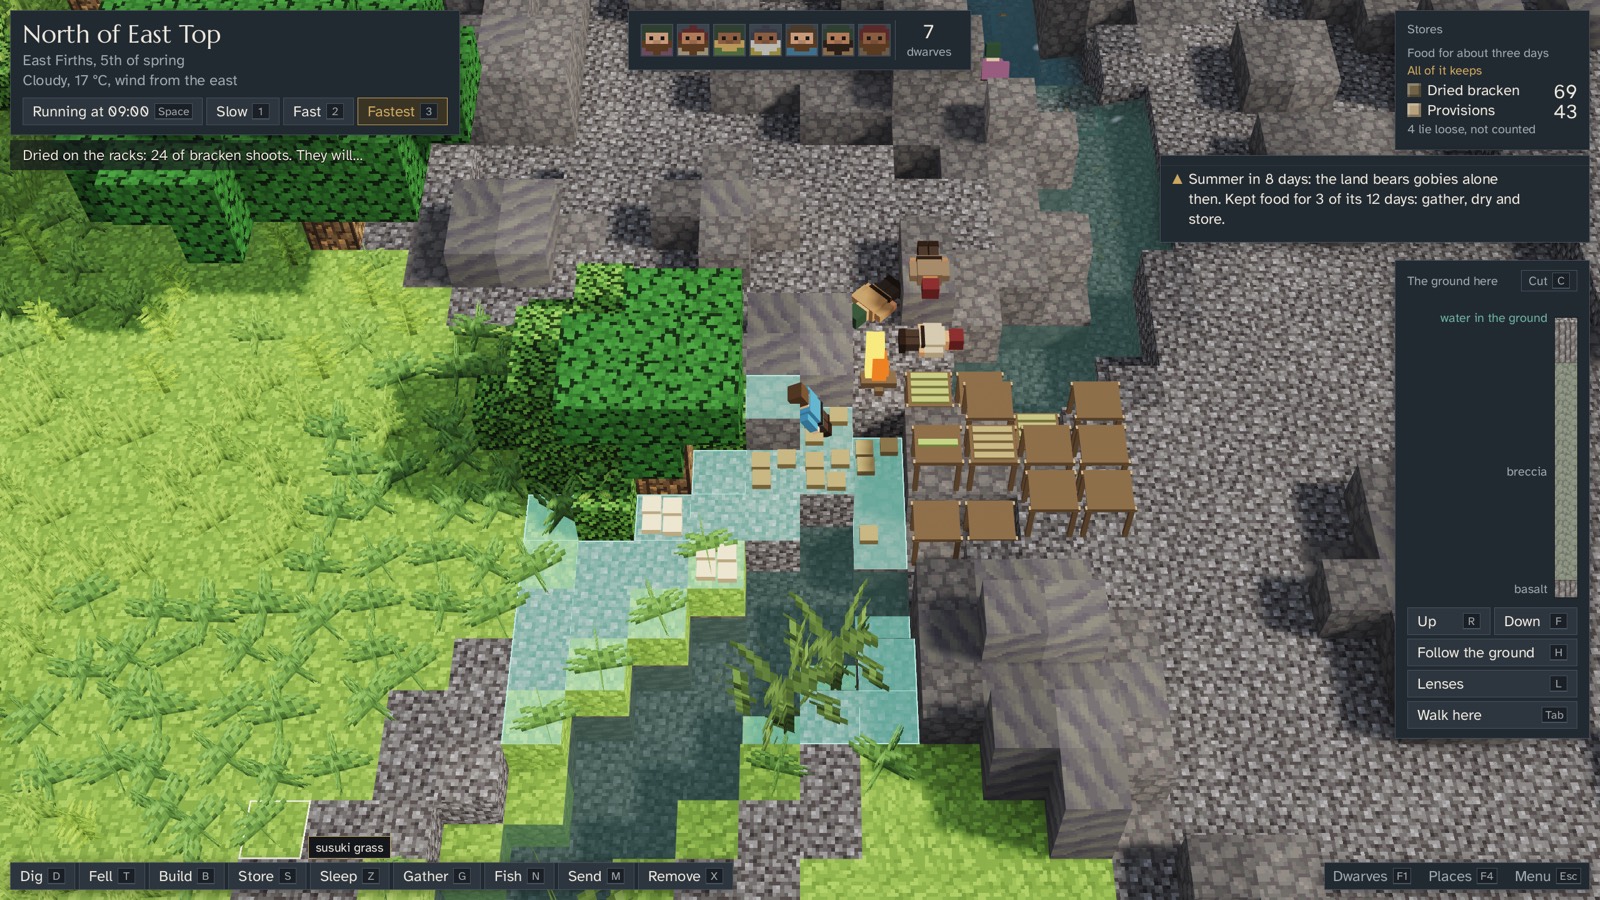 North of East Top
East Firths, 5th of spring
Cloudy, 17 °C, wind from the east
Running at 09:00 Space
Slow 1
Fast 2
Fastest 3
Dried on the racks: 24 of bracken shoots. They will...
7
dwarves
Stores
Food for about three days
All of it keeps
Dried bracken 69
Provisions 43
4 lie loose, not counted
Summer in 8 days: the land bears gobies alone
then. Kept food for 3 of its 12 days: gather, dry and
store.
The ground here
Cut C
water in the ground
breccia
basalt
Up R
Down F
Follow the ground H
Lenses L
Walk here Tab
susuki grass
Dig D
Fell T
Build B
Store S
Sleep Z
Gather G
Fish N
Send M
Remove X
Dwarves F1
Places F4
Menu Esc